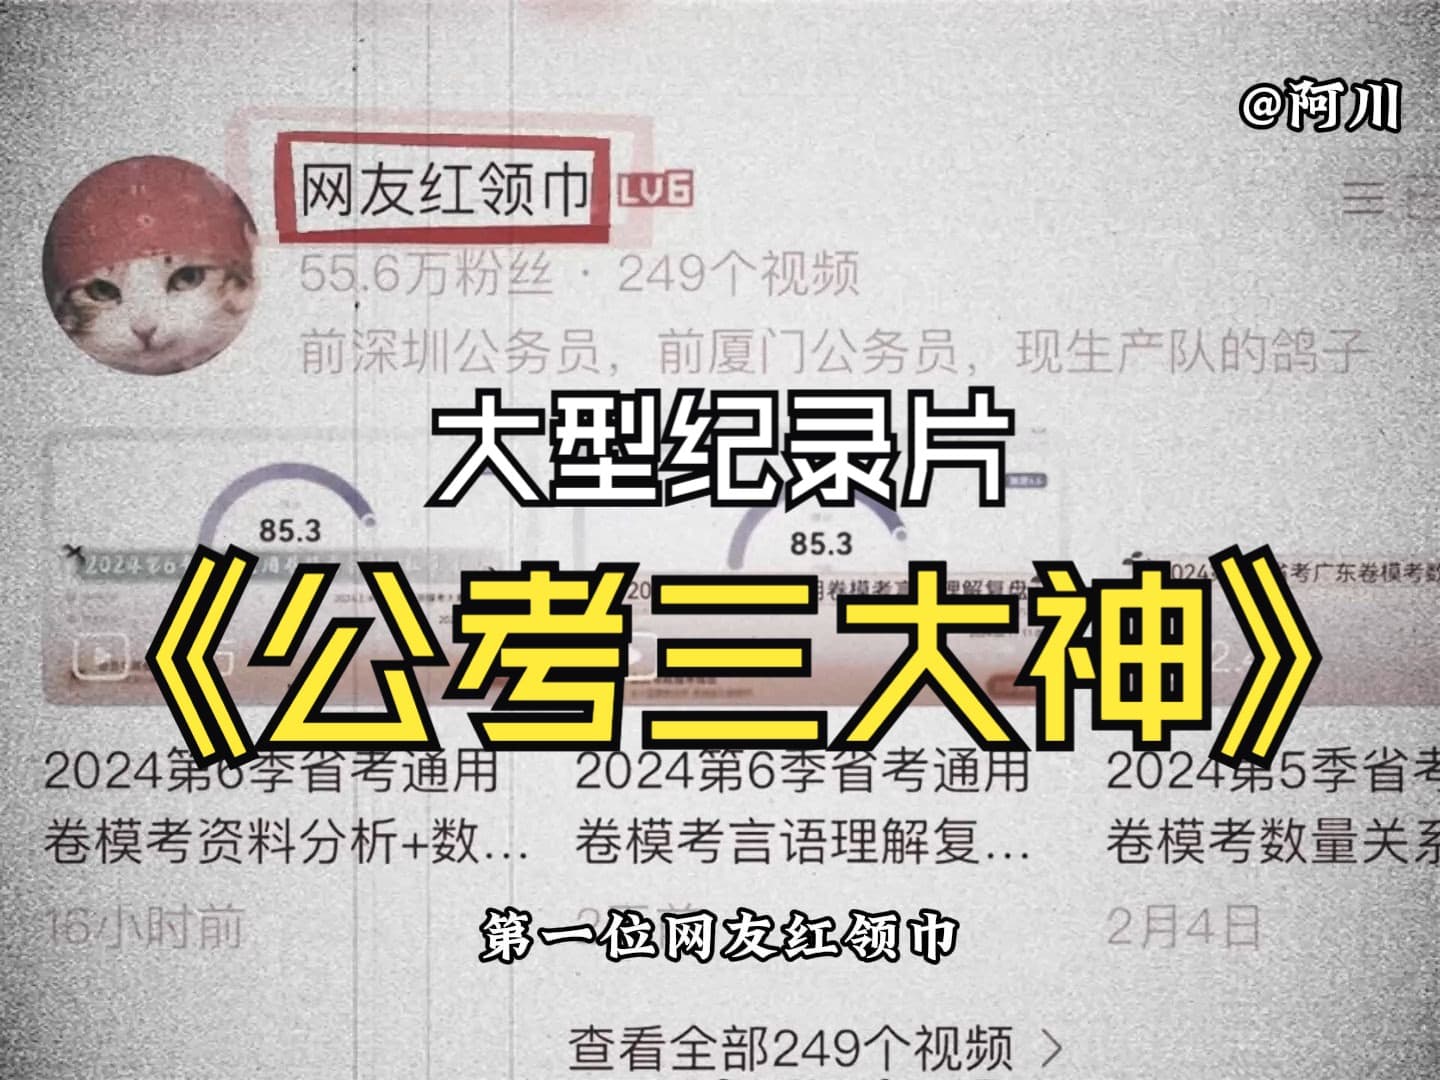 @阿川
网友红领巾 LV6
55.6万粉丝 · 249个视频
前深圳公务员，前厦门公务员，现生产队的鸽子
大型纪录片
85.3
85.3
《公考三大神》
2024第6季省考通用
卷模考资料分析+数...
16小时前
2024第6季省考通用
卷模考言语理解复...
2024第5季省考
卷模考数量关系
2月4日
第一位网友红领巾
查看全部249个视频 >